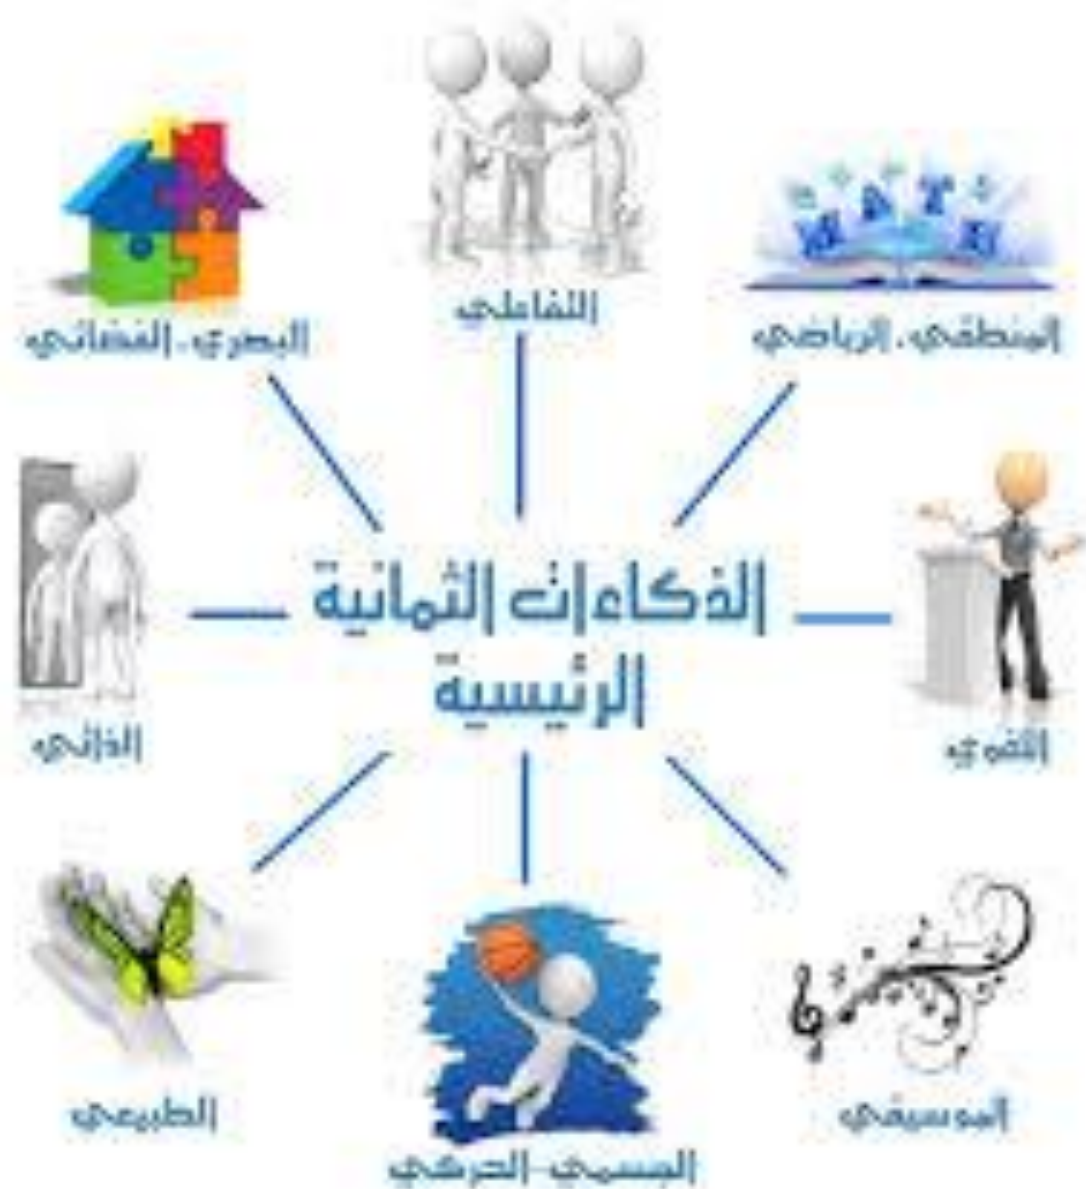 التفاعلي
المنطقي. الرياضي
البصري. الفضائي
الذكاءات الثمانية
الرئيسية
اللغوي
الذاتي
الموسيقي
الطبيعي
الجسمي-الحركي